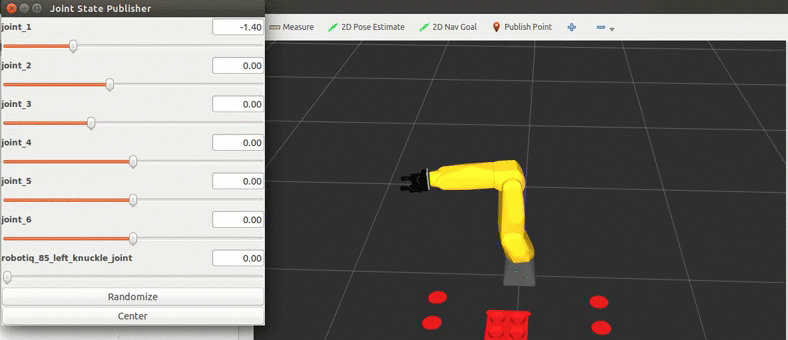 Joint State Publisher
joint_1 -1.40
joint_2 0.00
joint_3 0.00
joint_4 0.00
joint_5 0.00
joint_6 0.00
robotiq_85_left_knuckle_joint 0.00
Randomize
Center
Measure 2D Pose Estimate 2D Nav Goal Publish Point